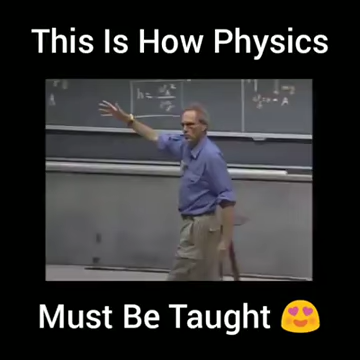 This Is How Physics
A
h =
= A
Must Be Taught 😍